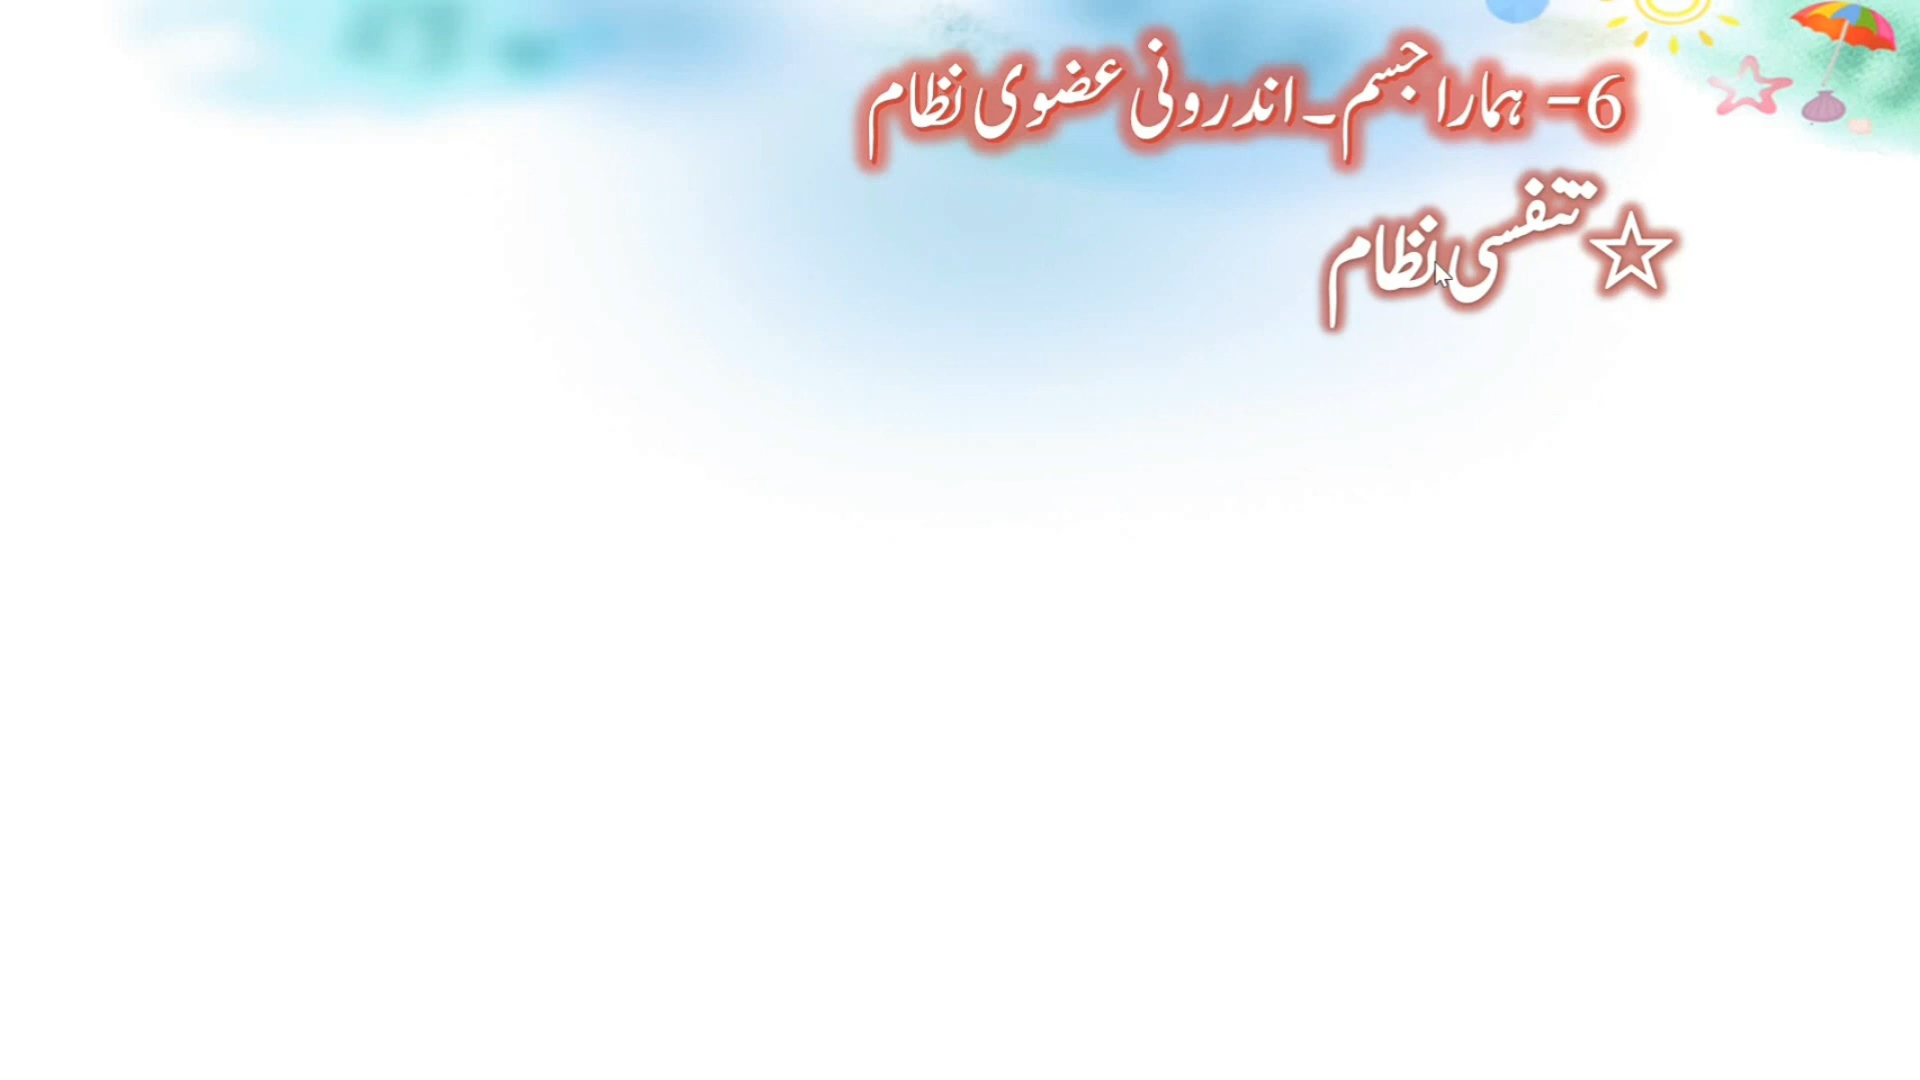 6- ہمارا جسم۔ اندرونی عضوی نظام
☆ تنفسی نظام